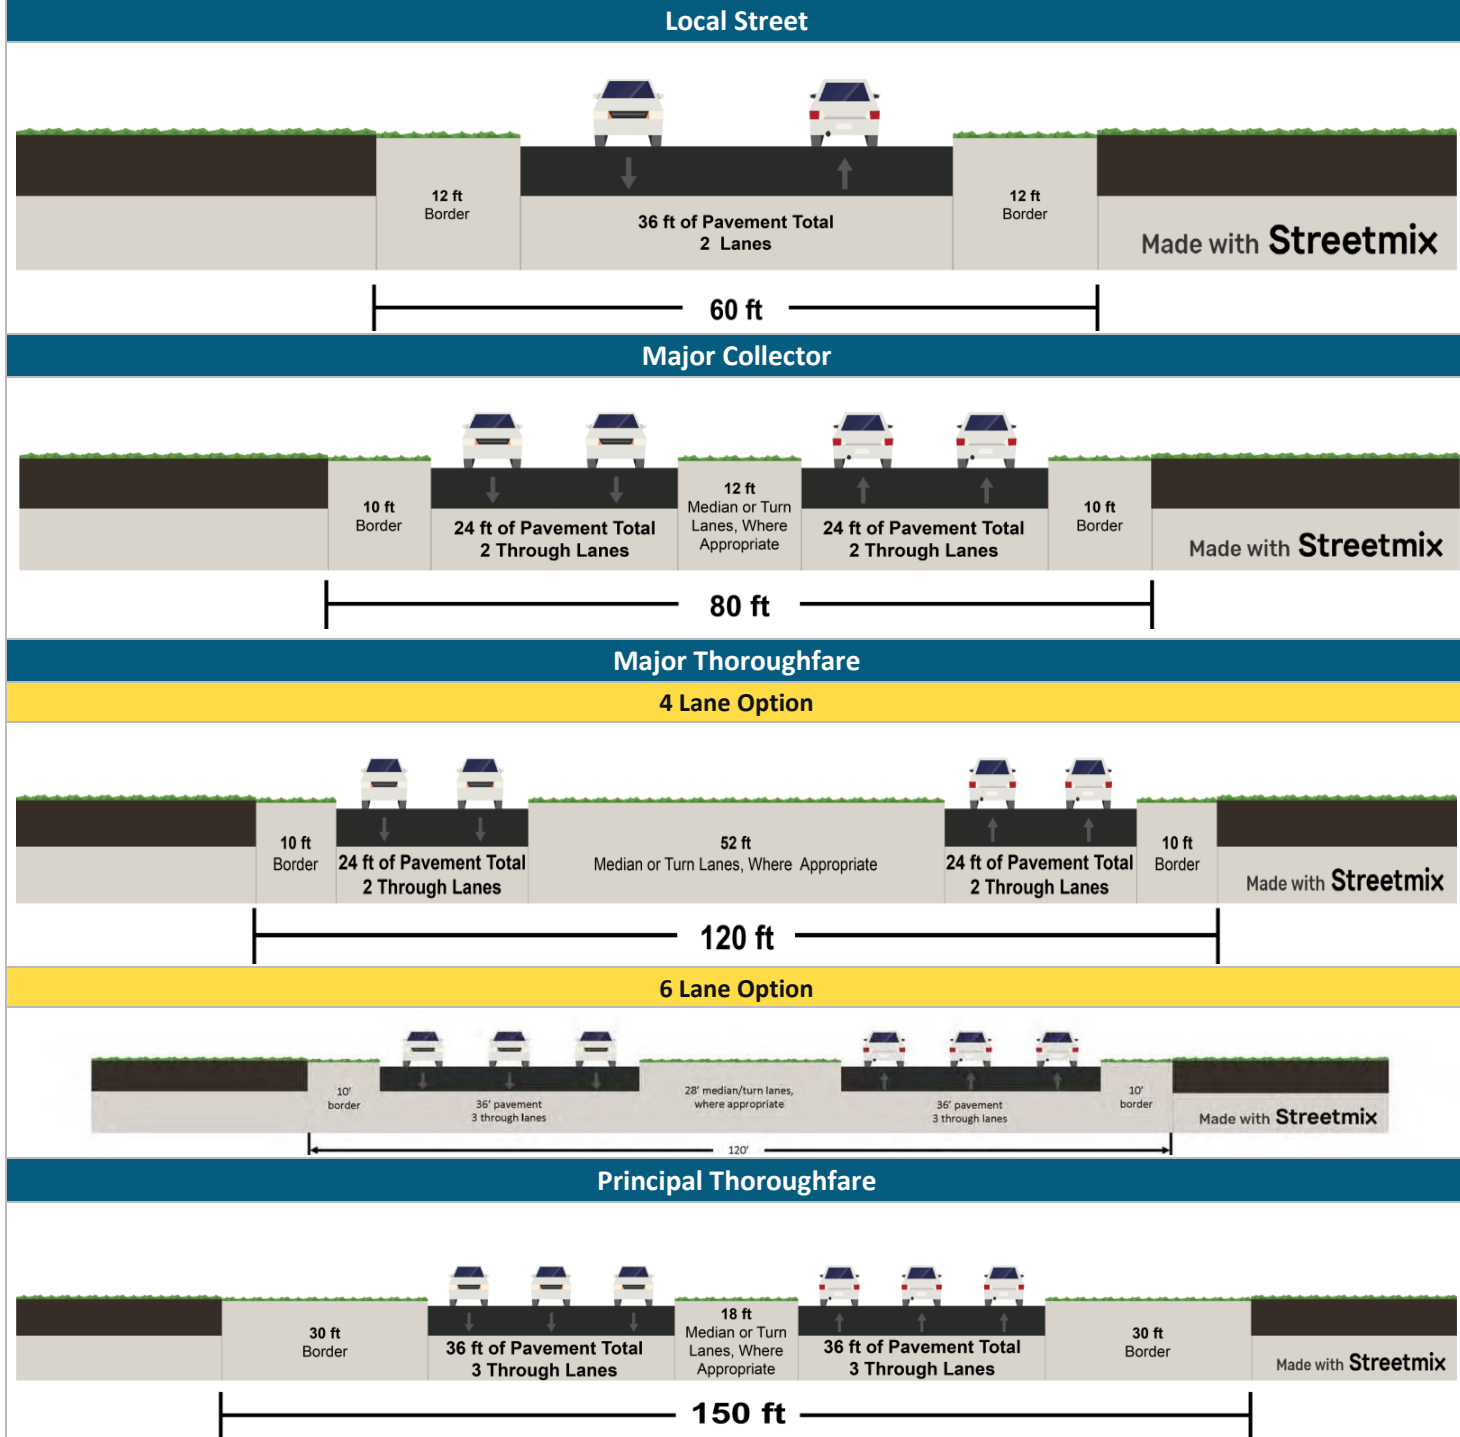 Local Street
12 ft
Border
36 ft of Pavement Total
2 Lanes
12 ft
Border
Made with Streetmix
60 ft
Major Collector
10 ft
Border
24 ft of Pavement Total
2 Through Lanes
12 ft
Median or Turn
Lanes, Where
Appropriate
24 ft of Pavement Total
2 Through Lanes
10 ft
Border
Made with Streetmix
80 ft
Major Thoroughfare
4 Lane Option
10 ft
Border
24 ft of Pavement Total
2 Through Lanes
52 ft
Median or Turn Lanes, Where Appropriate
24 ft of Pavement Total
2 Through Lanes
10 ft
Border
Made with Streetmix
120 ft
6 Lane Option
10'
border
36' pavement
3 through lanes
28' median/turn lanes,
where appropriate
36' pavement
3 through lanes
10'
border
Made with Streetmix
120'
Principal Thoroughfare
30 ft
Border
36 ft of Pavement Total
3 Through Lanes
18 ft
Median or Turn
Lanes, Where
Appropriate
36 ft of Pavement Total
3 Through Lanes
30 ft
Border
Made with Streetmix
150 ft